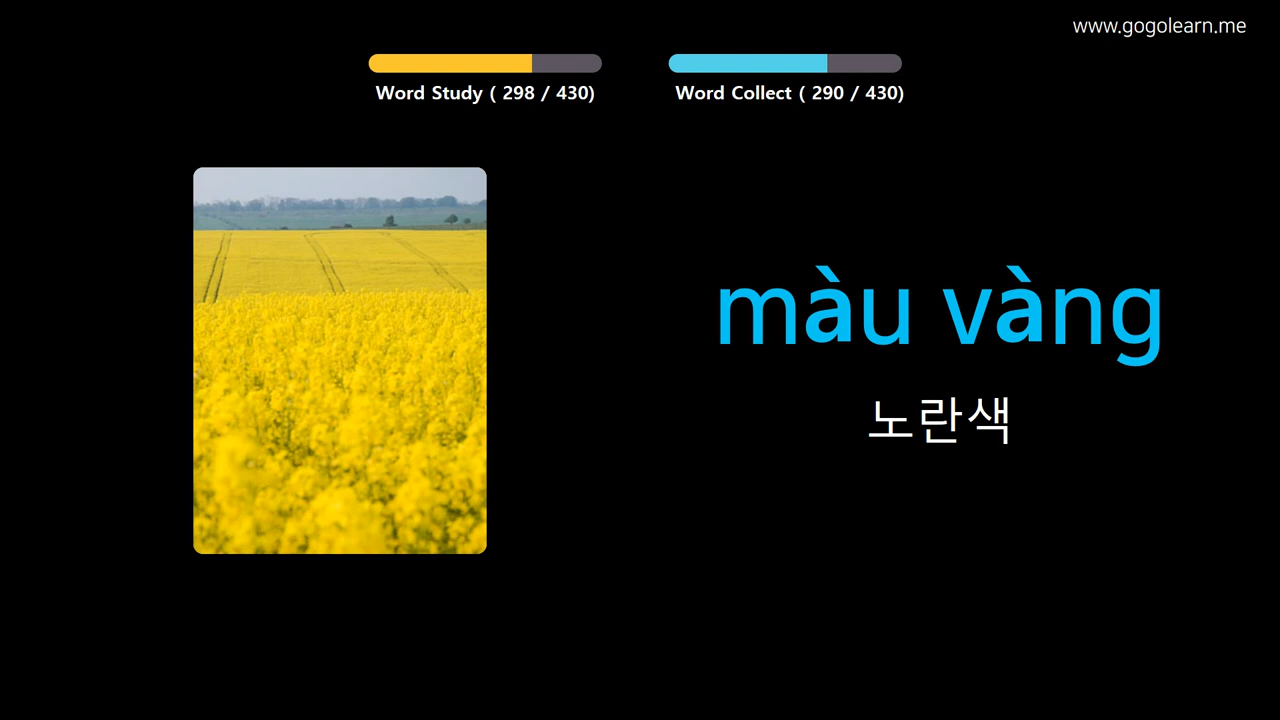 www.gogolearn.me
Word Study ( 298 / 430)
Word Collect ( 290 / 430)
màu vàng
노란색